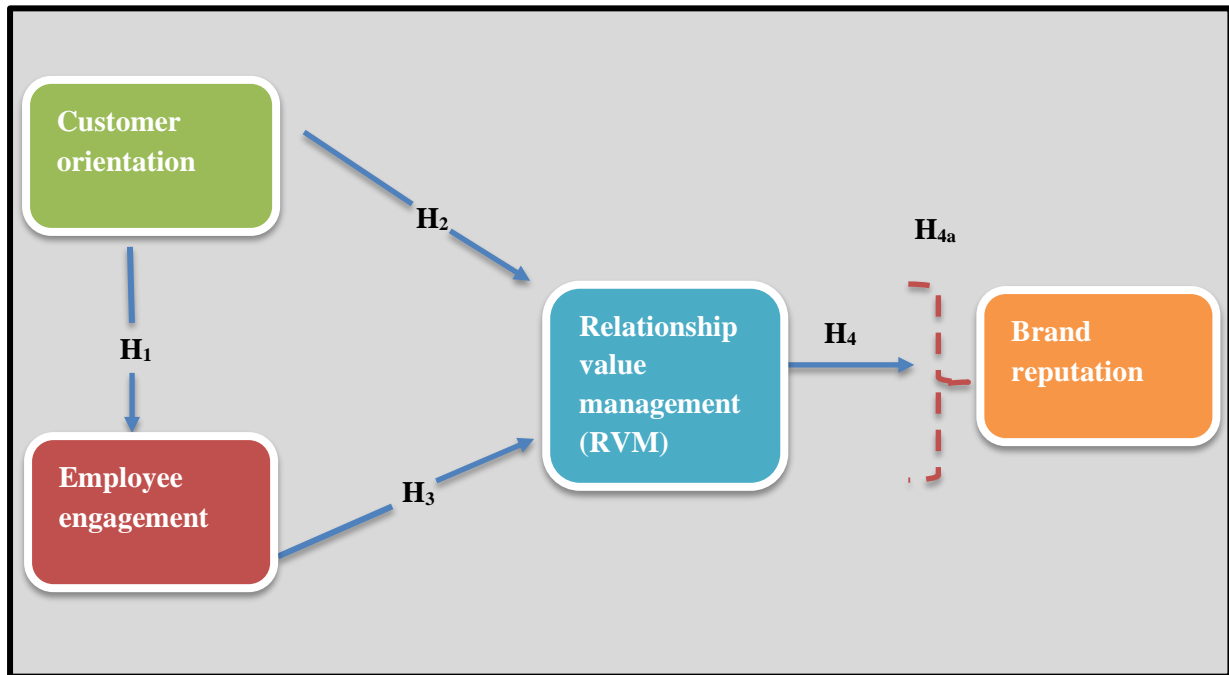 Customer
orientation
H₂
H₄ₐ
H₁
Relationship
value
management
(RVM)
H₄
Brand
reputation
Employee
engagement
H₃